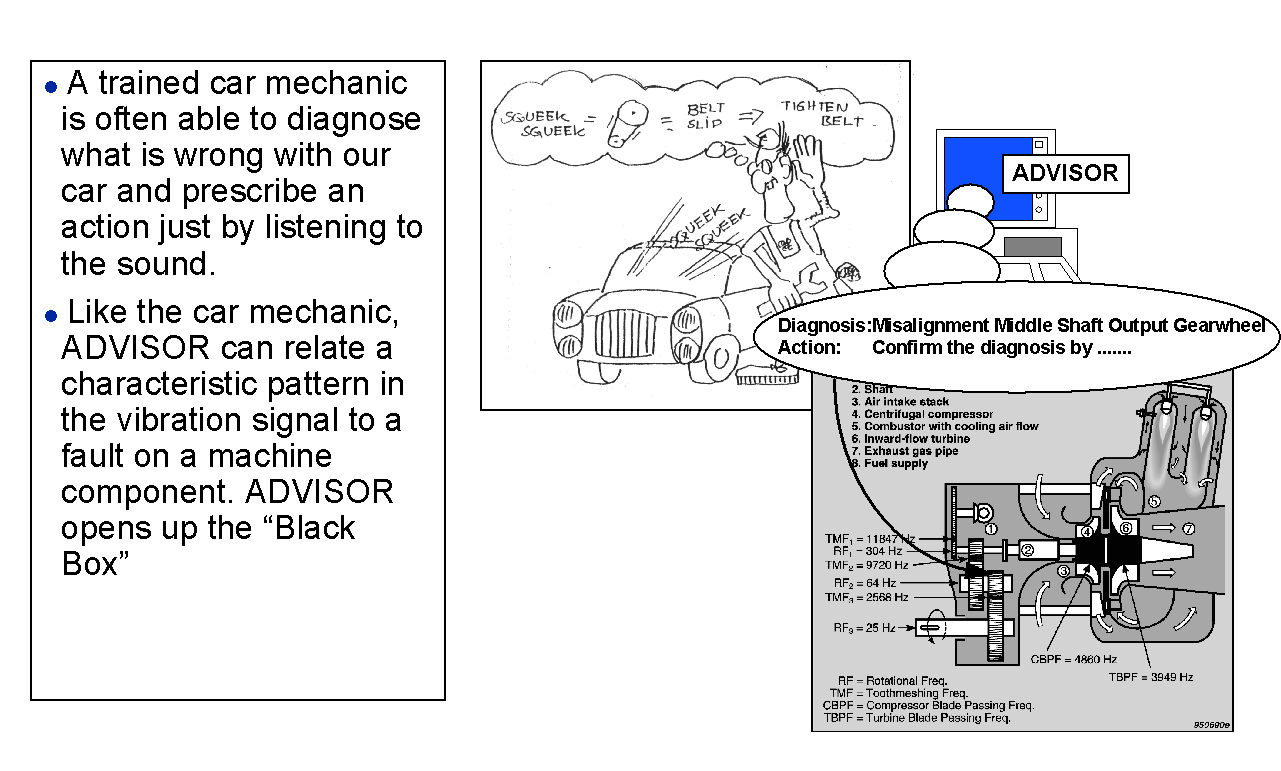 ● A trained car mechanic
is often able to diagnose
what is wrong with our
car and prescribe an
action just by listening to
the sound.
● Like the car mechanic,
ADVISOR can relate a
characteristic pattern in
the vibration signal to a
fault on a machine
component. ADVISOR
opens up the “Black
Box”
SQUEEK
SQUEEK
=
=
BELT
SLIP
⇒
TIGHTEN
BELT
SQUEEK
SQUEEK
ADVISOR
Diagnosis:Misalignment Middle Shaft Output Gearwheel
Action: Confirm the diagnosis by .......
2. Shaft
3. Air intake stack
4. Centrifugal compressor
5. Combustor with cooling air flow
6. Inward-flow turbine
7. Exhaust gas pipe
8. Fuel supply
TMF₁ = 11847 Hz
RF₁ = 304 Hz
TMF₂ = 9720 Hz
RF₂ = 64 Hz
TMF₃ = 2568 Hz
RF₃ = 25 Hz
1
2
3
4
5
6
7
CBPF = 4860 Hz
TBPF = 3949 Hz
RF = Rotational Freq.
TMF = Toothmeshing Freq.
CBPF = Compressor Blade Passing Freq.
TBPF = Turbine Blade Passing Freq.
950690e